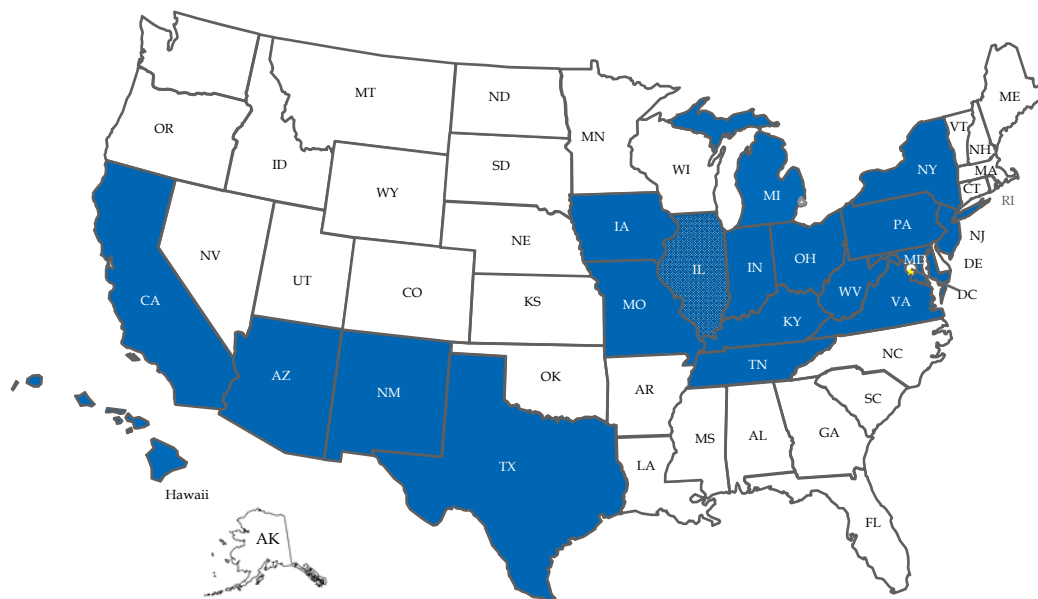 ME
MT
ND
VT
MN
OR
NH
ID
SD
WI
MA
NY
CT
WY
MI
RI
IA
PA
NE
NJ
NV
OH
IN
MD
DE
UT
IL
CO
WV
DC
CA
VA
KS
MO
KY
NC
TN
AZ
OK
NM
AR
SC
GA
MS
AL
TX
LA
Hawaii
FL
AK